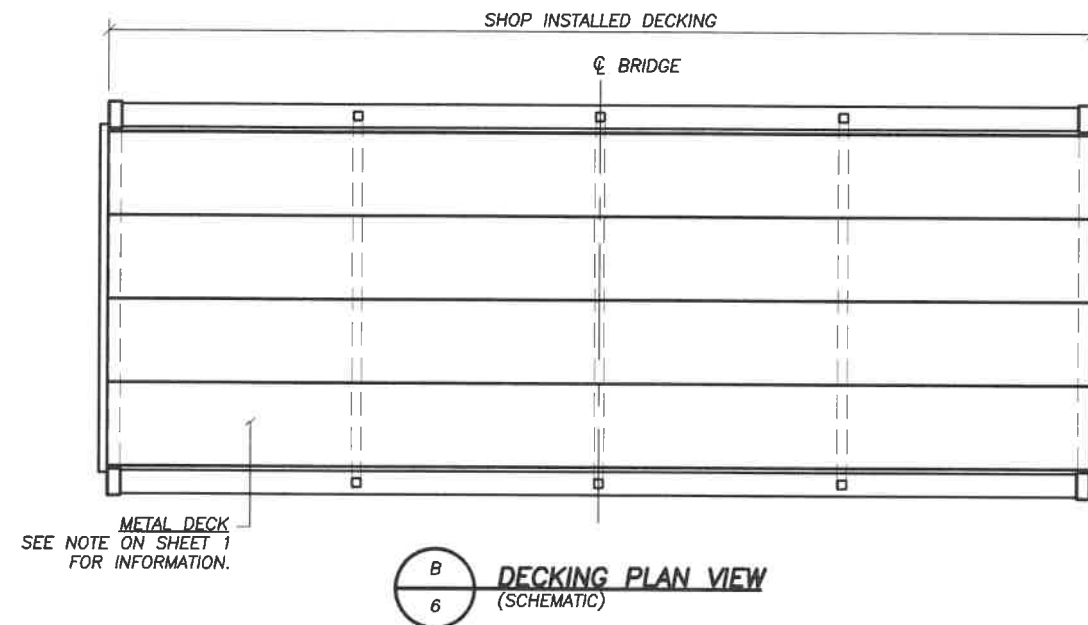 SHOP INSTALLED DECKING
℄ BRIDGE
METAL DECK
SEE NOTE ON SHEET 1
FOR INFORMATION.
B
6
DECKING PLAN VIEW
(SCHEMATIC)